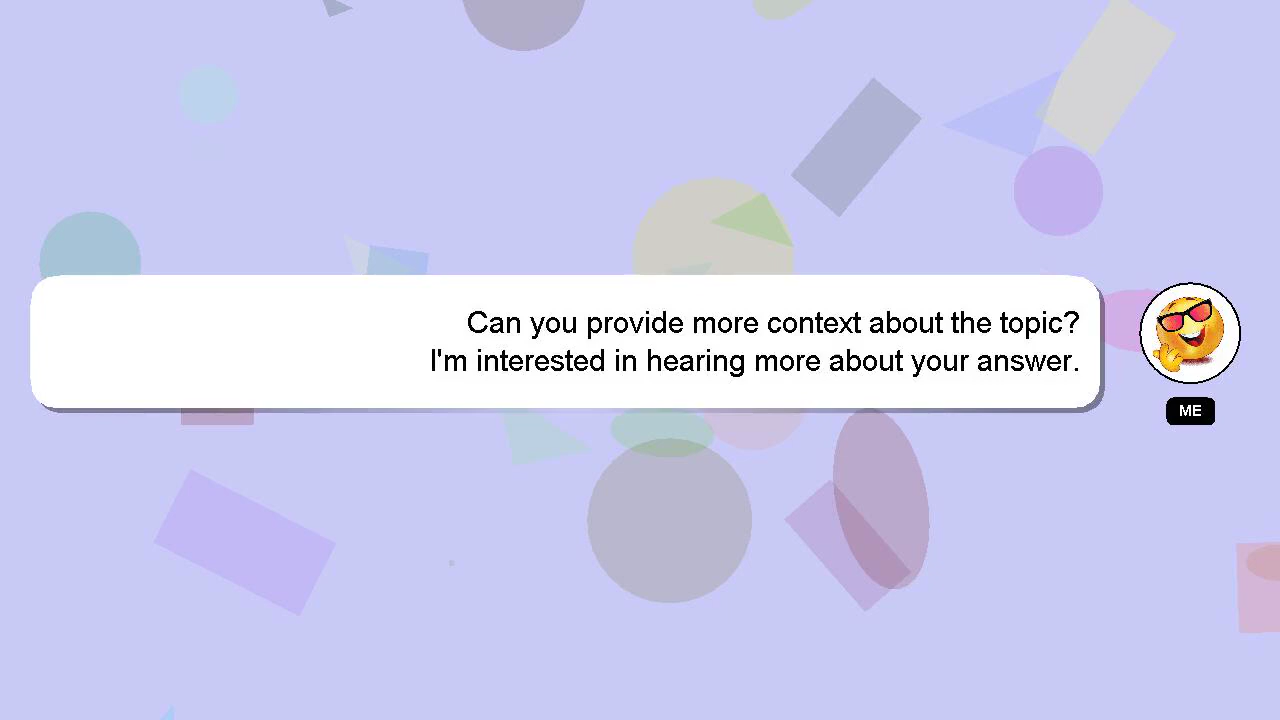 Can you provide more context about the topic?
I'm interested in hearing more about your answer.
ME